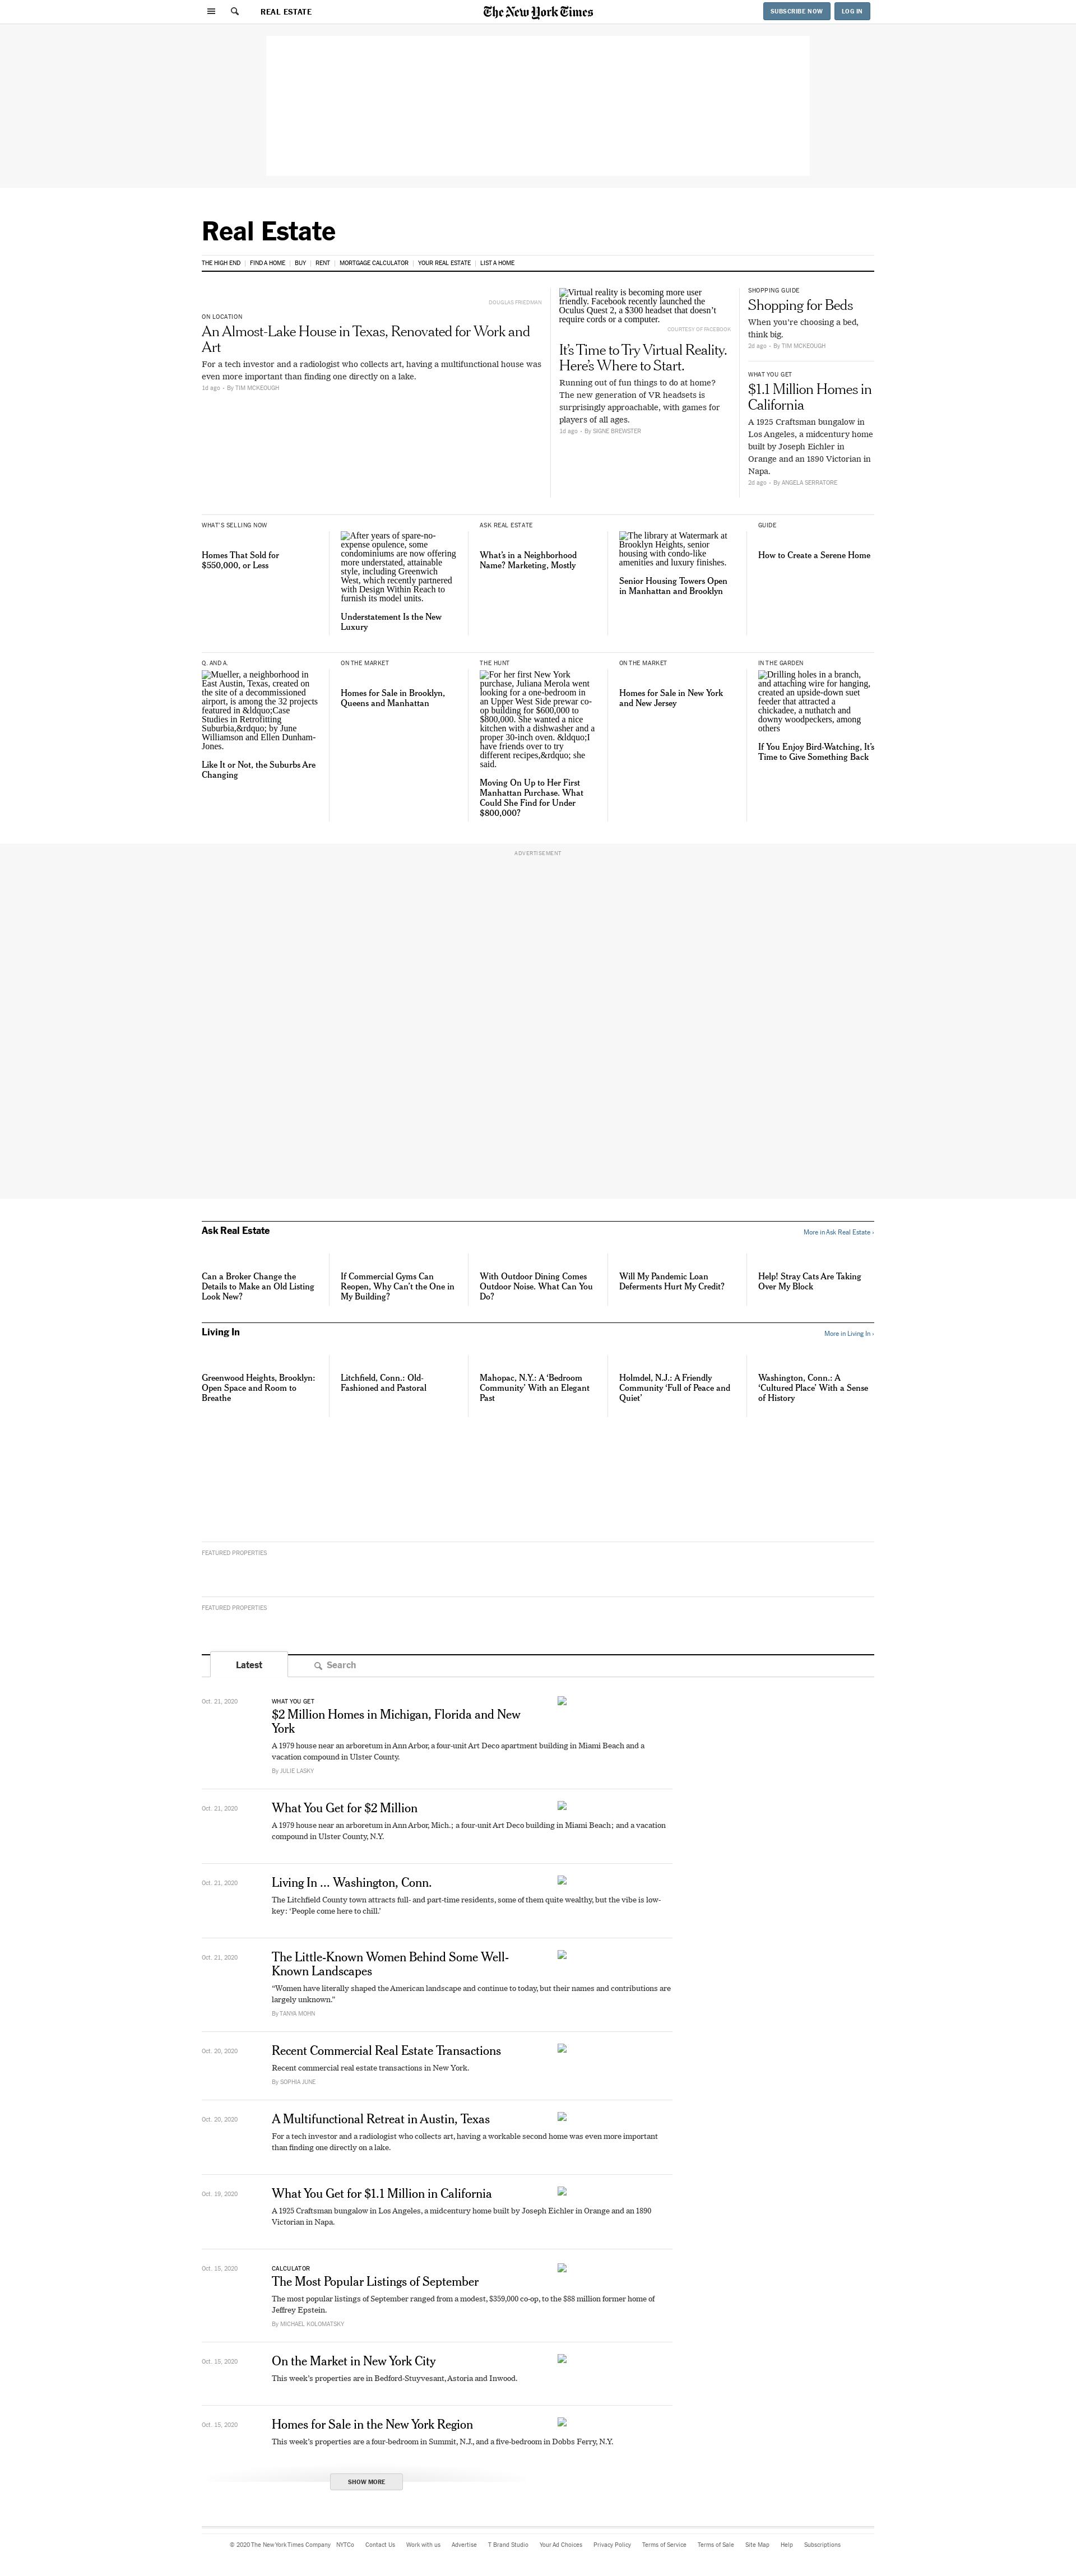 REAL ESTATE
The New York Times
SUBSCRIBE NOW
LOG IN
Real Estate
THE HIGH END | FIND A HOME | BUY | RENT | MORTGAGE CALCULATOR | YOUR REAL ESTATE | LIST A HOME
DOUGLAS FRIEDMAN
ON LOCATION
An Almost-Lake House in Texas, Renovated for Work and
Art
For a tech investor and a radiologist who collects art, having a multifunctional house was
even more important than finding one directly on a lake.
1d ago - By TIM MCKEOUGH
Virtual reality is becoming more user
friendly. Facebook recently launched the
Oculus Quest 2, a $300 headset that doesn’t
require cords or a computer.
COURTESY OF FACEBOOK
It’s Time to Try Virtual Reality.
Here’s Where to Start.
Running out of fun things to do at home?
The new generation of VR headsets is
surprisingly approachable, with games for
players of all ages.
1d ago - By SIGNE BREWSTER
SHOPPING GUIDE
Shopping for Beds
When you’re choosing a bed,
think big.
2d ago - By TIM MCKEOUGH
WHAT YOU GET
$1.1 Million Homes in
California
A 1925 Craftsman bungalow in
Los Angeles, a midcentury home
built by Joseph Eichler in
Orange and an 1890 Victorian in
Napa.
2d ago - By ANGELA SERRATORE
WHAT'S SELLING NOW
Homes That Sold for
$550,000, or Less
After years of spare-no-
expense opulence, some
condominiums are now offering
more understated, attainable
style, including Greenwich
West, which recently partnered
with Design Within Reach to
furnish its model units.
Understatement Is the New
Luxury
ASK REAL ESTATE
What’s in a Neighborhood
Name? Marketing, Mostly
The library at Watermark at
Brooklyn Heights, senior
housing with condo-like
amenities and luxury finishes.
Senior Housing Towers Open
in Manhattan and Brooklyn
GUIDE
How to Create a Serene Home
Q. AND A.
Mueller, a neighborhood in
East Austin, Texas, created on
the site of a decommissioned
airport, is among the 32 projects
featured in &ldquo;Case
Studies in Retrofitting
Suburbia,&rdquo; by June
Williamson and Ellen Dunham-
Jones.
Like It or Not, the Suburbs Are
Changing
ON THE MARKET
Homes for Sale in Brooklyn,
Queens and Manhattan
THE HUNT
For her first New York
purchase, Juliana Merola went
looking for a one-bedroom in
an Upper West Side prewar co-
op building for $600,000 to
$800,000. She wanted a nice
kitchen with a dishwasher and a
proper 30-inch oven. &ldquo;I
have friends over to try
different recipes,&rdquo; she
said.
Moving On Up to Her First
Manhattan Purchase. What
Could She Find for Under
$800,000?
ON THE MARKET
Homes for Sale in New York
and New Jersey
IN THE GARDEN
Drilling holes in a branch,
and attaching wire for hanging,
created an upside-down suet
feeder that attracted a
chickadee, a nuthatch and
downy woodpeckers, among
others
If You Enjoy Bird-Watching, It’s
Time to Give Something Back
ADVERTISEMENT
Ask Real Estate
More in Ask Real Estate ›
Can a Broker Change the
Details to Make an Old Listing
Look New?
If Commercial Gyms Can
Reopen, Why Can’t the One in
My Building?
With Outdoor Dining Comes
Outdoor Noise. What Can You
Do?
Will My Pandemic Loan
Deferments Hurt My Credit?
Help! Stray Cats Are Taking
Over My Block
Living In
More in Living In ›
Greenwood Heights, Brooklyn:
Open Space and Room to
Breathe
Litchfield, Conn.: Old-
Fashioned and Pastoral
Mahopac, N.Y.: A ‘Bedroom
Community’ With an Elegant
Past
Holmdel, N.J.: A Friendly
Community ‘Full of Peace and
Quiet’
Washington, Conn.: A
‘Cultured Place’ With a Sense
of History
FEATURED PROPERTIES
FEATURED PROPERTIES
Latest
Search
Oct. 21, 2020
WHAT YOU GET
$2 Million Homes in Michigan, Florida and New
York
A 1979 house near an arboretum in Ann Arbor, a four-unit Art Deco apartment building in Miami Beach and a
vacation compound in Ulster County.
By JULIE LASKY
Oct. 21, 2020
What You Get for $2 Million
A 1979 house near an arboretum in Ann Arbor, Mich.; a four-unit Art Deco building in Miami Beach; and a vacation
compound in Ulster County, N.Y.
Oct. 21, 2020
Living In ... Washington, Conn.
The Litchfield County town attracts full- and part-time residents, some of them quite wealthy, but the vibe is low-
key: ‘People come here to chill.’
Oct. 21, 2020
The Little-Known Women Behind Some Well-
Known Landscapes
“Women have literally shaped the American landscape and continue to today, but their names and contributions are
largely unknown.”
By TANYA MOHN
Oct. 20, 2020
Recent Commercial Real Estate Transactions
Recent commercial real estate transactions in New York.
By SOPHIA JUNE
Oct. 20, 2020
A Multifunctional Retreat in Austin, Texas
For a tech investor and a radiologist who collects art, having a workable second home was even more important
than finding one directly on a lake.
Oct. 19, 2020
What You Get for $1.1 Million in California
A 1925 Craftsman bungalow in Los Angeles, a midcentury home built by Joseph Eichler in Orange and an 1890
Victorian in Napa.
Oct. 15, 2020
CALCULATOR
The Most Popular Listings of September
The most popular listings of September ranged from a modest, $359,000 co-op, to the $88 million former home of
Jeffrey Epstein.
By MICHAEL KOLOMATSKY
Oct. 15, 2020
On the Market in New York City
This week’s properties are in Bedford-Stuyvesant, Astoria and Inwood.
Oct. 15, 2020
Homes for Sale in the New York Region
This week’s properties are a four-bedroom in Summit, N.J., and a five-bedroom in Dobbs Ferry, N.Y.
SHOW MORE
© 2020 The New York Times Company NYTCo Contact Us Work with us Advertise T Brand Studio Your Ad Choices Privacy Policy Terms of Service Terms of Sale Site Map Help Subscriptions